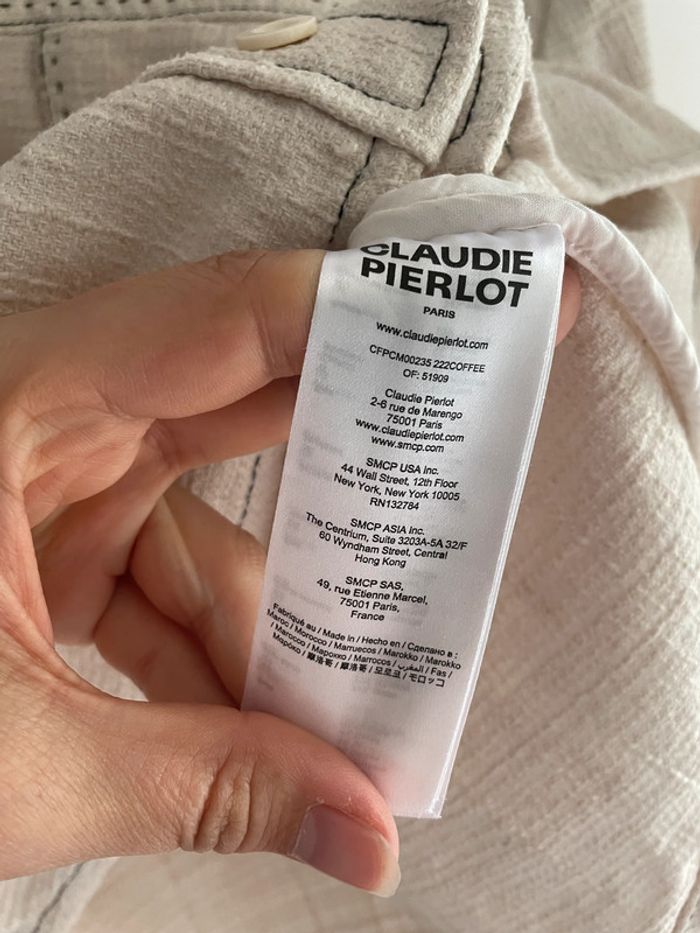 CLAUDIE
PIERLOT
PARIS
www.claudiepierlot.com
CFPCM00235 222COFFEE
OF: 51909
Claudie Pierlot
2-6 rue de Marengo
75001 Paris
www.claudiepierlot.com
www.smcp.com
SMCP USA Inc.
44 Wall Street, 12th Floor
New York, New York 10005
RN132784
SMCP ASIA Inc.
The Centrium, Suite 3203A-5A 32/F
60 Wyndham Street, Central
Hong Kong
SMCP SAS,
49, rue Etienne Marcel,
75001 Paris,
France
Fabriqué au / Made in / Hecho en / Сделано в :
Maroc / Morocco / Marruecos / Marokko / Marokko
/ Marocco / Марокко / Marrocos / المغرب / Fas /
Μαρόκο / 摩洛哥 / 摩洛哥 / 모로코 / モロッコ